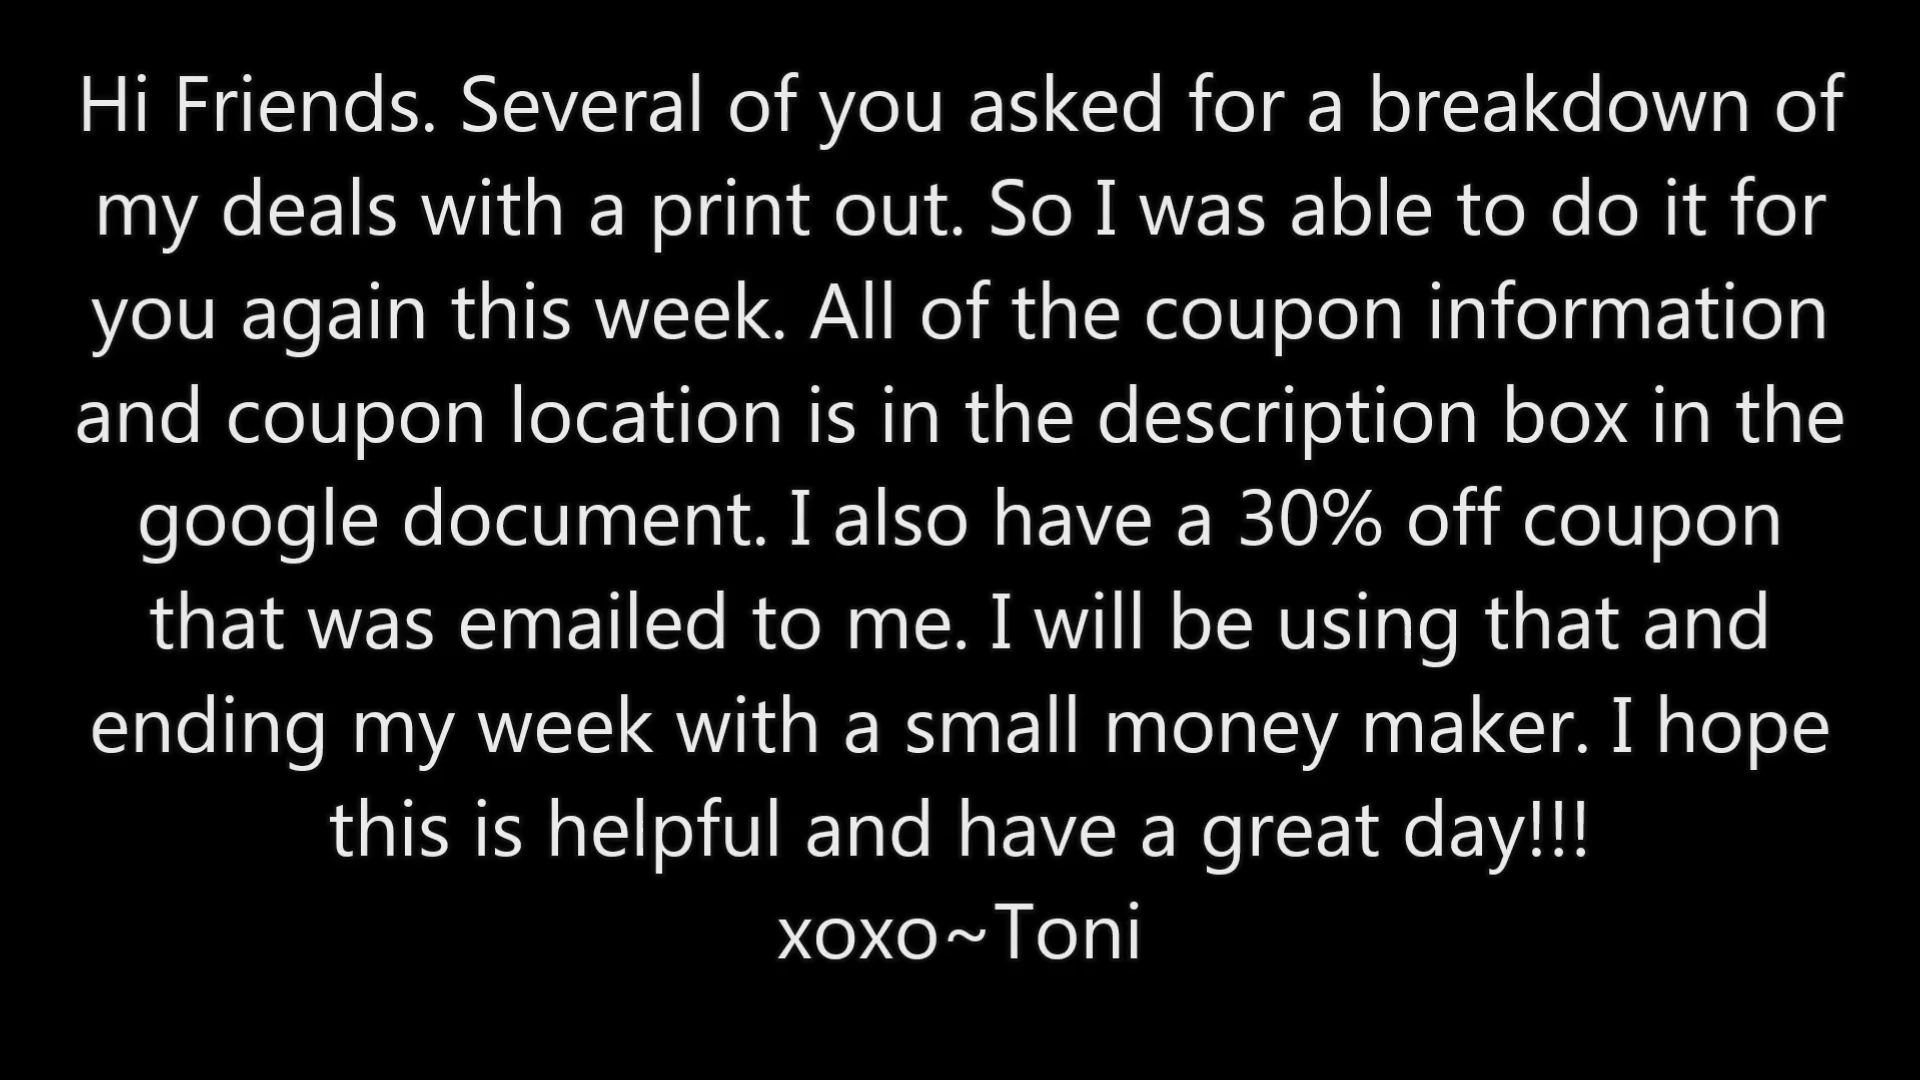 Hi Friends. Several of you asked for a breakdown of
my deals with a print out. So I was able to do it for
you again this week. All of the coupon information
and coupon location is in the description box in the
google document. I also have a 30% off coupon
that was emailed to me. I will be using that and
ending my week with a small money maker. I hope
this is helpful and have a great day!!!
xoxo~Toni